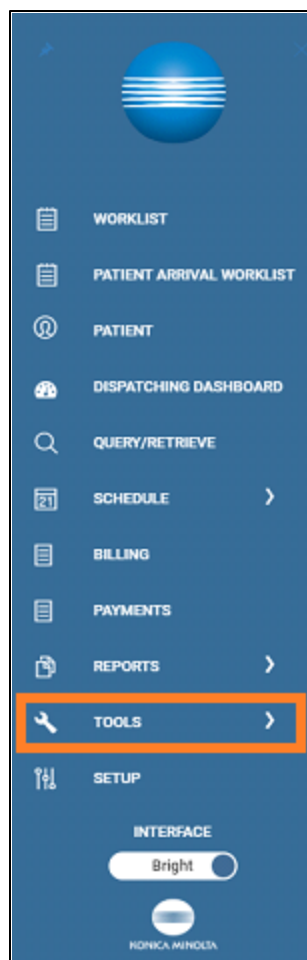 WORKLIST
PATIENT ARRIVAL WORKLIST
PATIENT
DISPATCHING DASHBOARD
QUERY/RETRIEVE
21 SCHEDULE
BILLING
PAYMENTS
REPORTS
TOOLS
SETUP
INTERFACE
Bright
KONICA MINOLTA